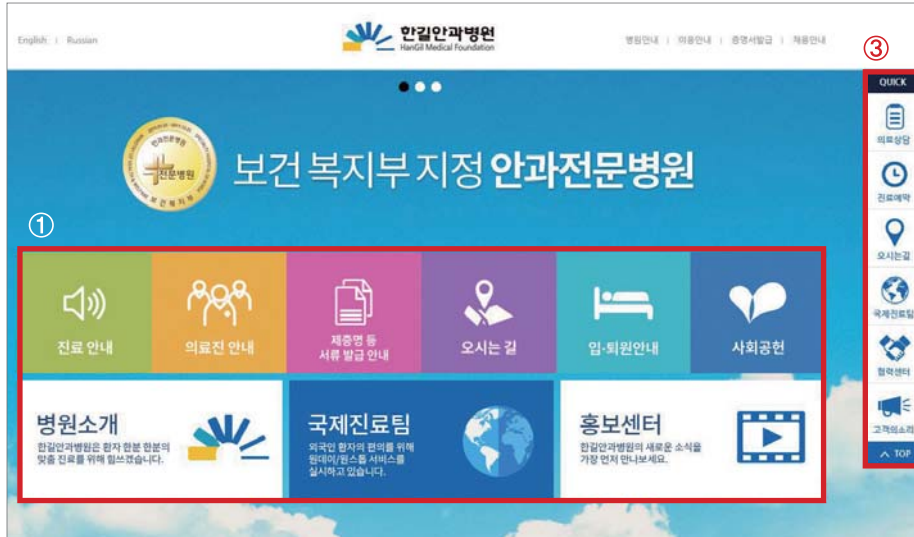 English | Russian
한길안과병원
HanGil Medical Foundation
병원안내 | 이용안내 | 증명서발급 | 채용안내
③
QUICK
의료상담
진료예약
오시는길
국제진료팀
협력센터
고객의소리
TOP
전문병원
보건복지부 지정 안과전문병원
①
진료 안내
의료진 안내
제증명 등
서류 발급 안내
오시는 길
입·퇴원안내
사회공헌
병원소개
한길안과병원은 환자 한분 한분의
맞춤 진료를 위해 힘쓰겠습니다.
국제진료팀
외국인 환자의 편의를 위해
원데이/원스톱 서비스를
실시하고 있습니다.
홍보센터
한길안과병원의 새로운 소식을
가장 먼저 만나보세요.